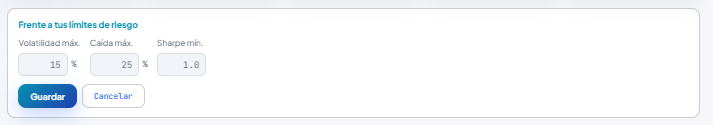 Frente a tus límites de riesgo
Volatilidad máx. Caída máx. Sharpe mín.
15 % 25 % 1.0
Guardar Cancelar